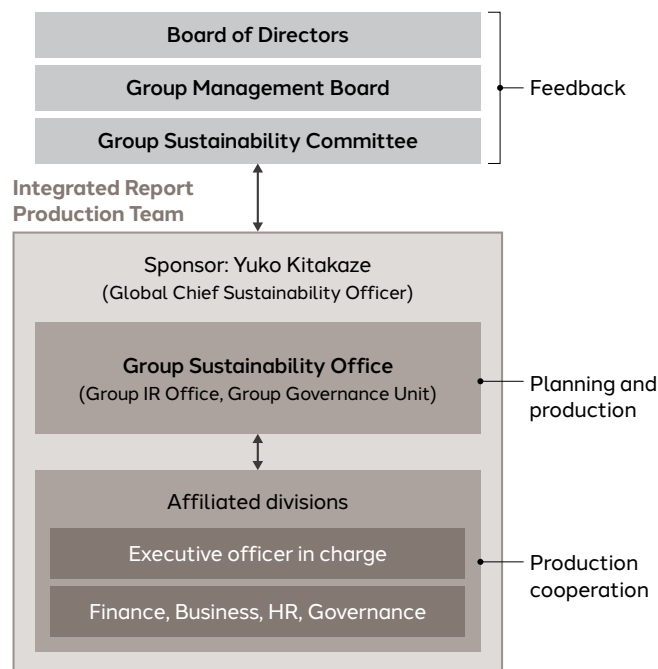 Board of Directors
Group Management Board
Feedback
Group Sustainability Committee
Integrated Report
Production Team
Sponsor: Yuko Kitakaze
(Global Chief Sustainability Officer)
Group Sustainability Office
(Group IR Office, Group Governance Unit)
Planning and
production
Affiliated divisions
Executive officer in charge
Production
cooperation
Finance, Business, HR, Governance